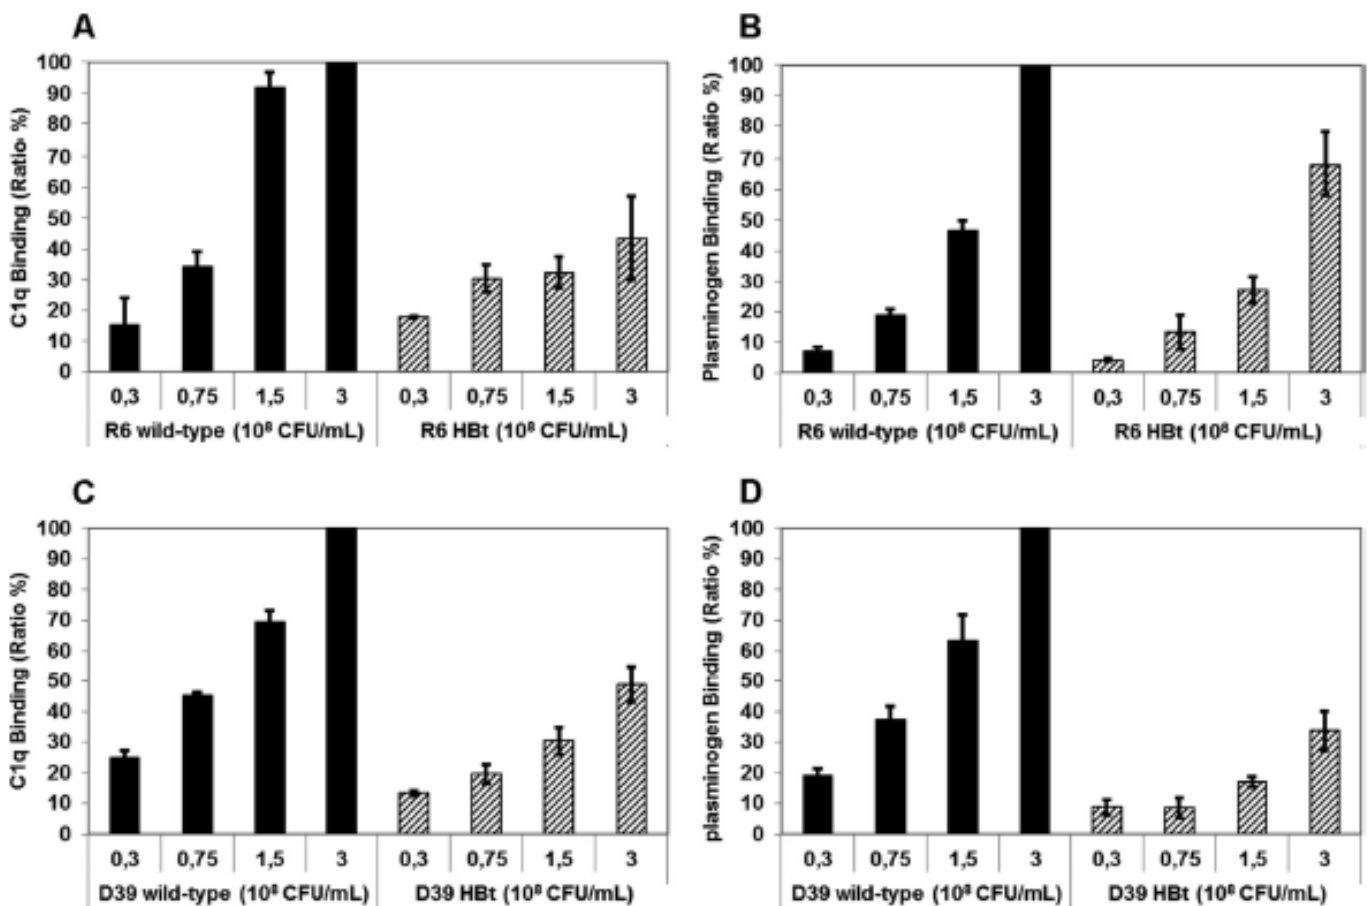 A
C1q Binding (Ratio %)
100
90
80
70
60
50
40
30
20
10
0
0,3 0,75 1,5 3 0,3 0,75 1,5 3
R6 wild-type (10⁸ CFU/mL) R6 HBt (10⁸ CFU/mL)
B
Plasminogen Binding (Ratio %)
100
90
80
70
60
50
40
30
20
10
0
0,3 0,75 1,5 3 0,3 0,75 1,5 3
R6 wild-type (10⁸ CFU/mL) R6 HBt (10⁸ CFU/mL)
C
C1q Binding (Ratio %)
100
90
80
70
60
50
40
30
20
10
0
0,3 0,75 1,5 3 0,3 0,75 1,5 3
D39 wild-type (10⁸ CFU/mL) D39 HBt (10⁸ CFU/mL)
D
plasminogen Binding (Ratio %)
100
90
80
70
60
50
40
30
20
10
0
0,3 0,75 1,5 3 0,3 0,75 1,5 3
D39 wild-type (10⁸ CFU/mL) D39 HBt (10⁸ CFU/mL)